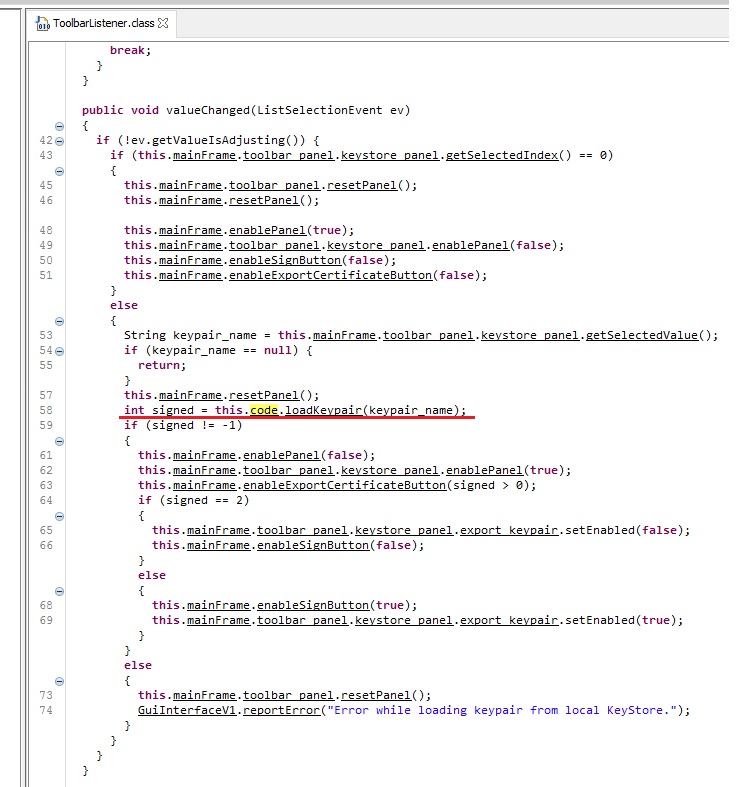 ToolbarListener.class
break;
}
}
public void valueChanged(ListSelectionEvent ev)
{
42 if (!ev.getValueIsAdjusting()) {
43 if (this.mainFrame.toolbar_panel.keystore_panel.getSelectedIndex() == 0)
{
45 this.mainFrame.toolbar_panel.resetPanel();
46 this.mainFrame.resetPanel();
48 this.mainFrame.enablePanel(true);
49 this.mainFrame.toolbar_panel.keystore_panel.enablePanel(false);
50 this.mainFrame.enableSignButton(false);
51 this.mainFrame.enableExportCertificateButton(false);
}
else
{
53 String keypair_name = this.mainFrame.toolbar_panel.keystore_panel.getSelectedValue();
54 if (keypair_name == null) {
55 return;
}
57 this.mainFrame.resetPanel();
58 int signed = this.code.loadKeypair(keypair_name);
59 if (signed != -1)
{
61 this.mainFrame.enablePanel(false);
62 this.mainFrame.toolbar_panel.keystore_panel.enablePanel(true);
63 this.mainFrame.enableExportCertificateButton(signed > 0);
64 if (signed == 2)
{
65 this.mainFrame.toolbar_panel.keystore_panel.export_keypair.setEnabled(false);
66 this.mainFrame.enableSignButton(false);
}
else
{
68 this.mainFrame.enableSignButton(true);
69 this.mainFrame.toolbar_panel.keystore_panel.export_keypair.setEnabled(true);
}
}
else
{
73 this.mainFrame.toolbar_panel.resetPanel();
74 GuiInterfaceV1.reportError("Error while loading keypair from local KeyStore.");
}
}
}
}